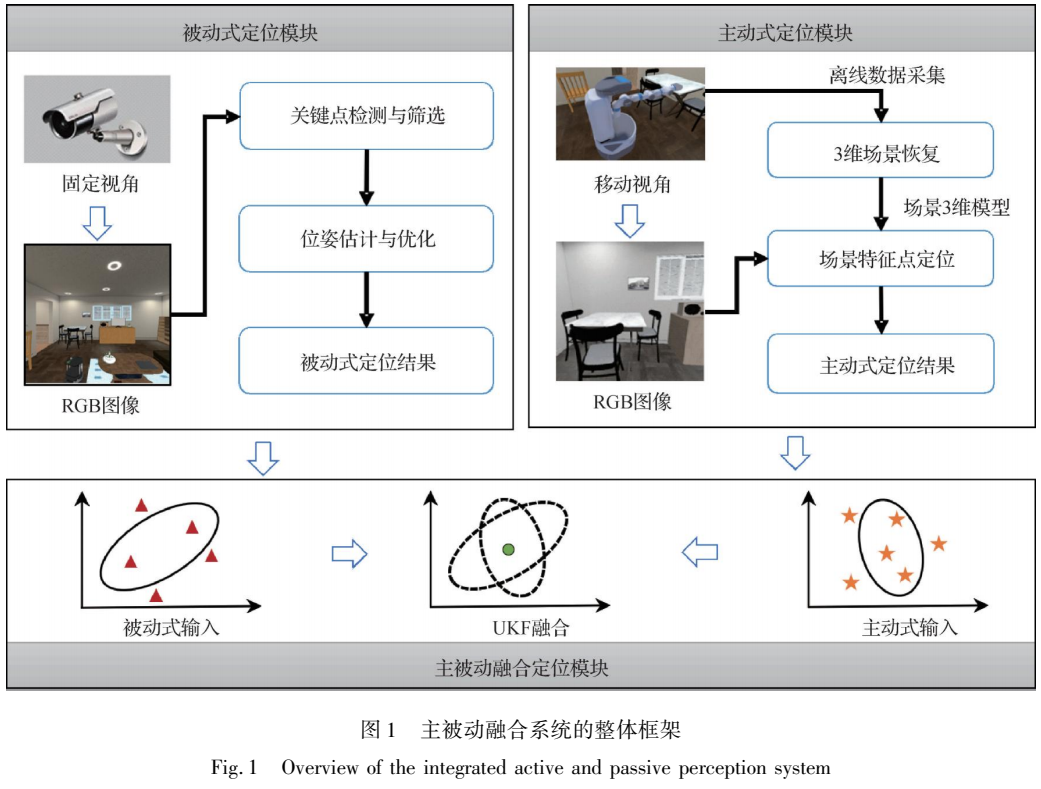 被动式定位模块
固定视角
RGB图像
关键点检测与筛选
位姿估计与优化
被动式定位结果
主动式定位模块
移动视角
RGB图像
离线数据采集
3维场景恢复
场景3维模型
场景特征点定位
主动式定位结果
被动式输入
UKF融合
主动式输入
主被动融合定位模块
图 1 主被动融合系统的整体框架
Fig. 1 Overview of the integrated active and passive perception system